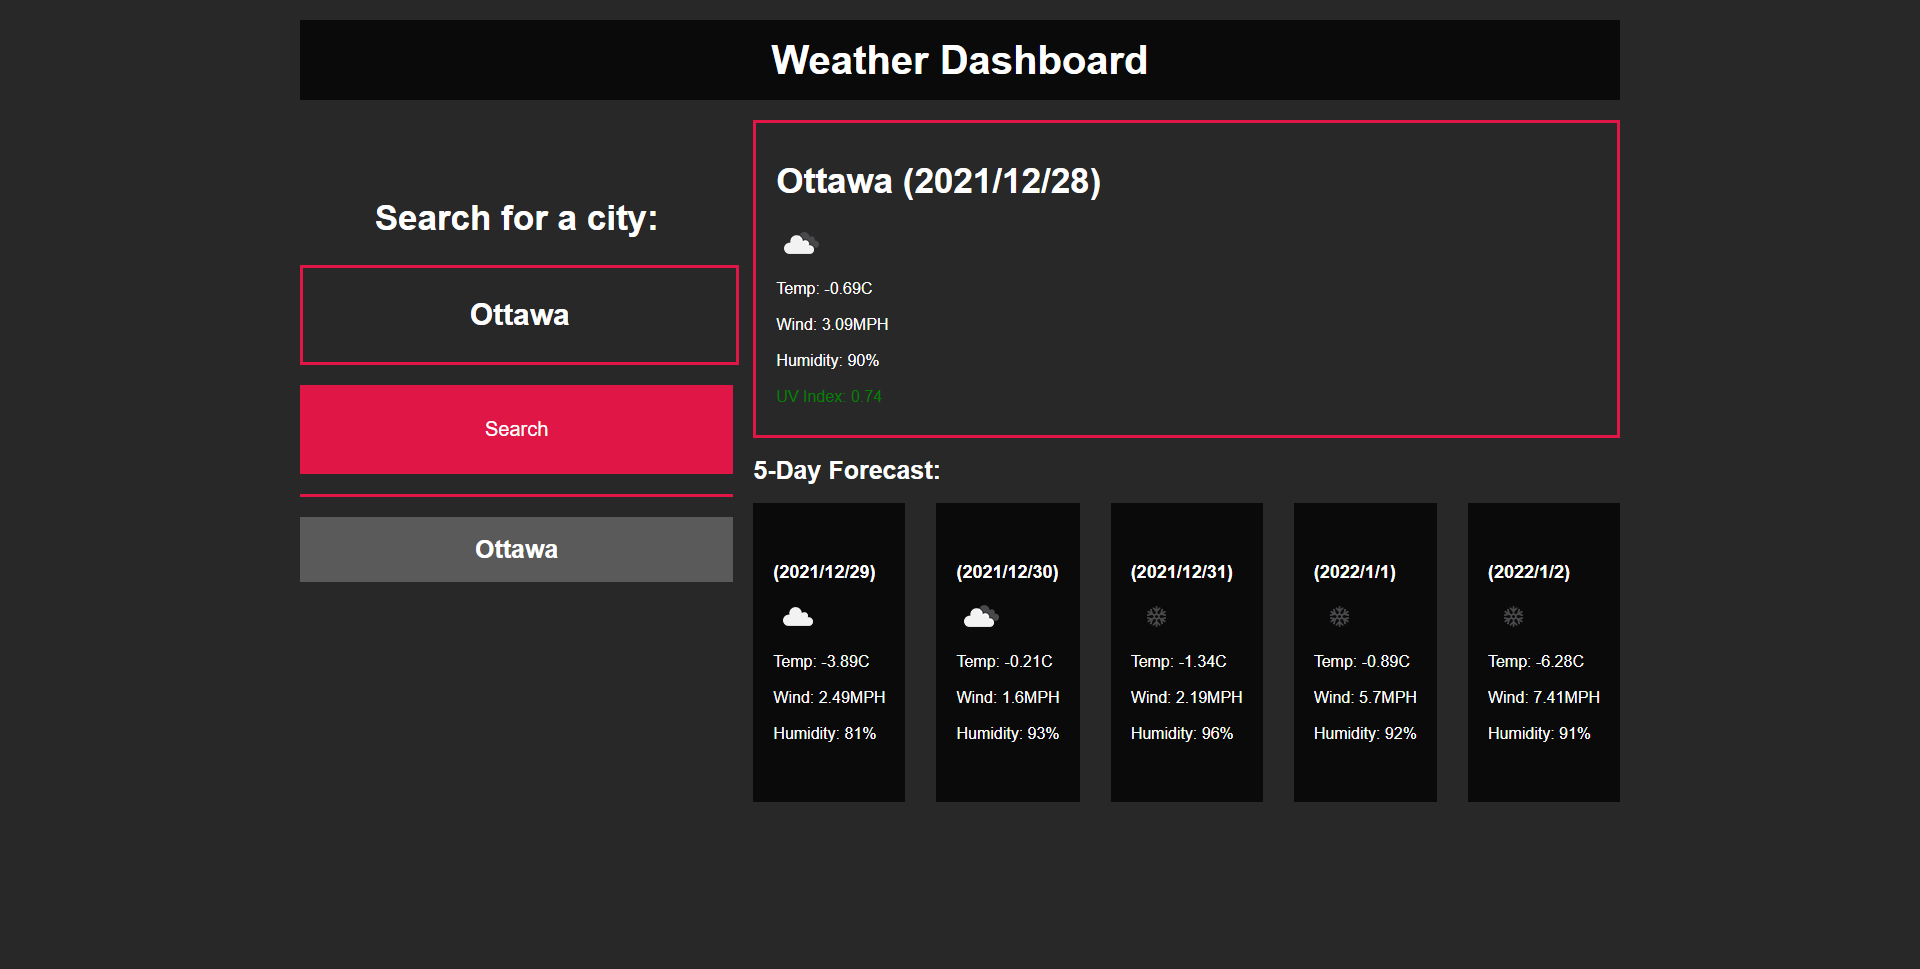 Weather Dashboard
Search for a city:
Ottawa
Search
Ottawa
Ottawa (2021/12/28)
Temp: -0.69C
Wind: 3.09MPH
Humidity: 90%
UV Index: 0.74
5-Day Forecast:
(2021/12/29)
Temp: -3.89C
Wind: 2.49MPH
Humidity: 81%
(2021/12/30)
Temp: -0.21C
Wind: 1.6MPH
Humidity: 93%
(2021/12/31)
Temp: -1.34C
Wind: 2.19MPH
Humidity: 96%
(2022/1/1)
Temp: -0.89C
Wind: 5.7MPH
Humidity: 92%
(2022/1/2)
Temp: -6.28C
Wind: 7.41MPH
Humidity: 91%